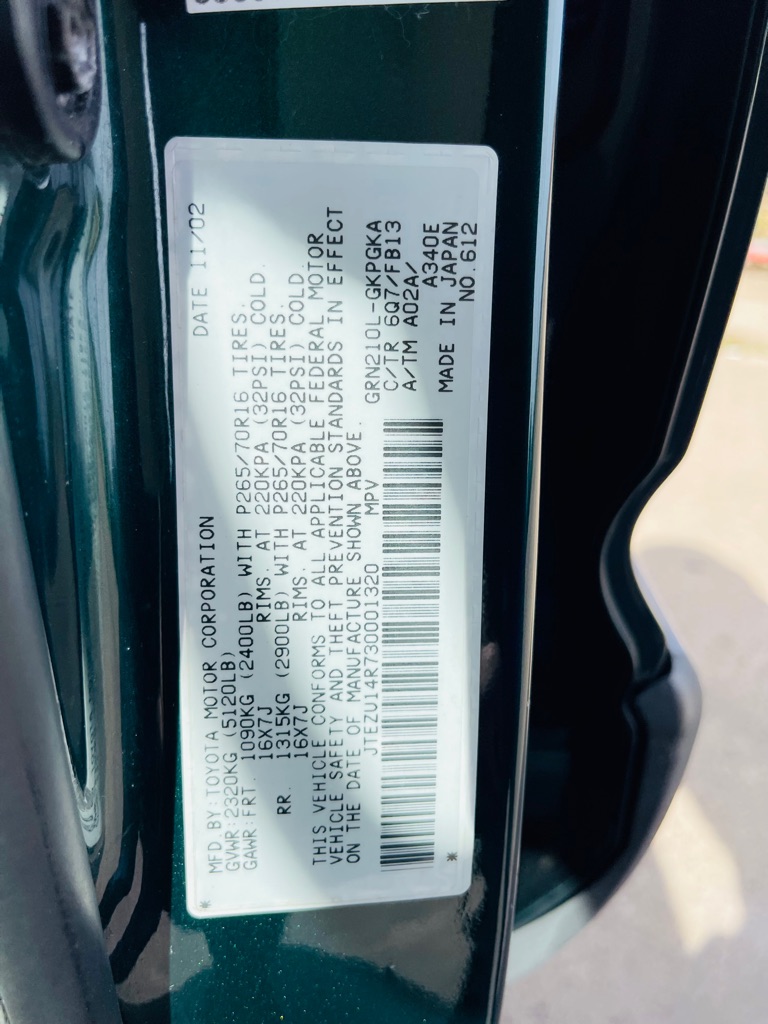 MFD. BY: TOYOTA MOTOR CORPORATION DATE 11/02
GVWR: 2320KG (5120LB)
GAWR: FRT. 1090KG (2400LB) WITH P265/70R16 TIRES,
16X7J RIMS, AT 220KPA (32PSI) COLD.
RR. 1315KG (2900LB) WITH P265/70R16 TIRES,
16X7J RIMS, AT 220KPA (32PSI) COLD.
THIS VEHICLE CONFORMS TO ALL APPLICABLE FEDERAL MOTOR
VEHICLE SAFETY AND THEFT PREVENTION STANDARDS IN EFFECT
ON THE DATE OF MANUFACTURE SHOWN ABOVE.
JTEZU14R730001320 MPV GRN210L-GKPGKA
C/TR 6Q7/FB13
A/TM A02A/
A340E
MADE IN JAPAN
NO.612